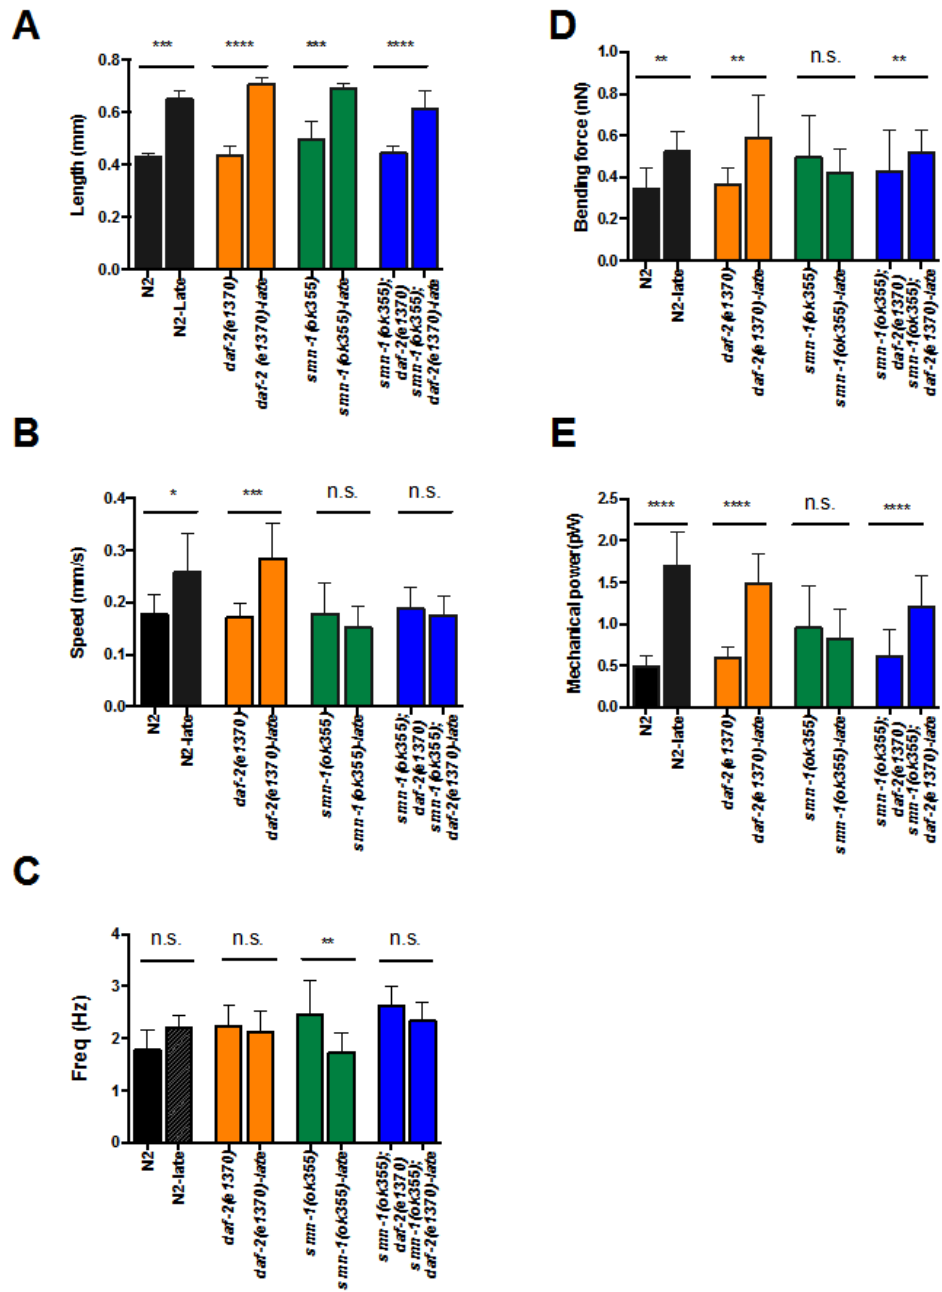 A
*** **** *** ****
Length (mm)
0.8
0.6
0.4
0.2
0.0
N2
N2-Late
daf-2(e1370)
daf-2 (e1370)-late
smn-1(ok355)
smn-1(ok355)-late
smn-1(ok355);
daf-2(e1370)
smn-1(ok355);
daf-2(e1370)-late
B
* *** n.s. n.s.
Speed (mm/s)
0.4
0.3
0.2
0.1
0.0
N2
N2-late
daf-2(e1370)
daf-2(e1370)-late
smn-1(ok355)
smn-1(ok355)-late
smn-1(ok355);
daf-2(e1370)
smn-1(ok355);
daf-2(e1370)-late
C
n.s. n.s. ** n.s.
Freq (Hz)
4
3
2
1
0
N2
N2-late
daf-2(e1370)
daf-2(e1370)-late
smn-1(ok355)
smn-1(ok355)-late
smn-1(ok355);
daf-2(e1370)
smn-1(ok355);
daf-2(e1370)-late
D
** ** n.s. **
Bending force (nN)
1.0
0.8
0.6
0.4
0.2
0.0
N2
N2-late
daf-2(e1370)
daf-2(e1370)-late
smn-1(ok355)
smn-1(ok355)-late
smn-1(ok355);
daf-2(e1370)
smn-1(ok355);
daf-2(e1370)-late
E
**** **** n.s. ****
Mechanical power(pW)
2.5
2.0
1.5
1.0
0.5
0.0
N2
N2-late
daf-2(e1370)
daf-2(e1370)-late
smn-1(ok355)
smn-1(ok355)-late
smn-1(ok355);
daf-2(e1370)
smn-1(ok355);
daf-2(e1370)-late